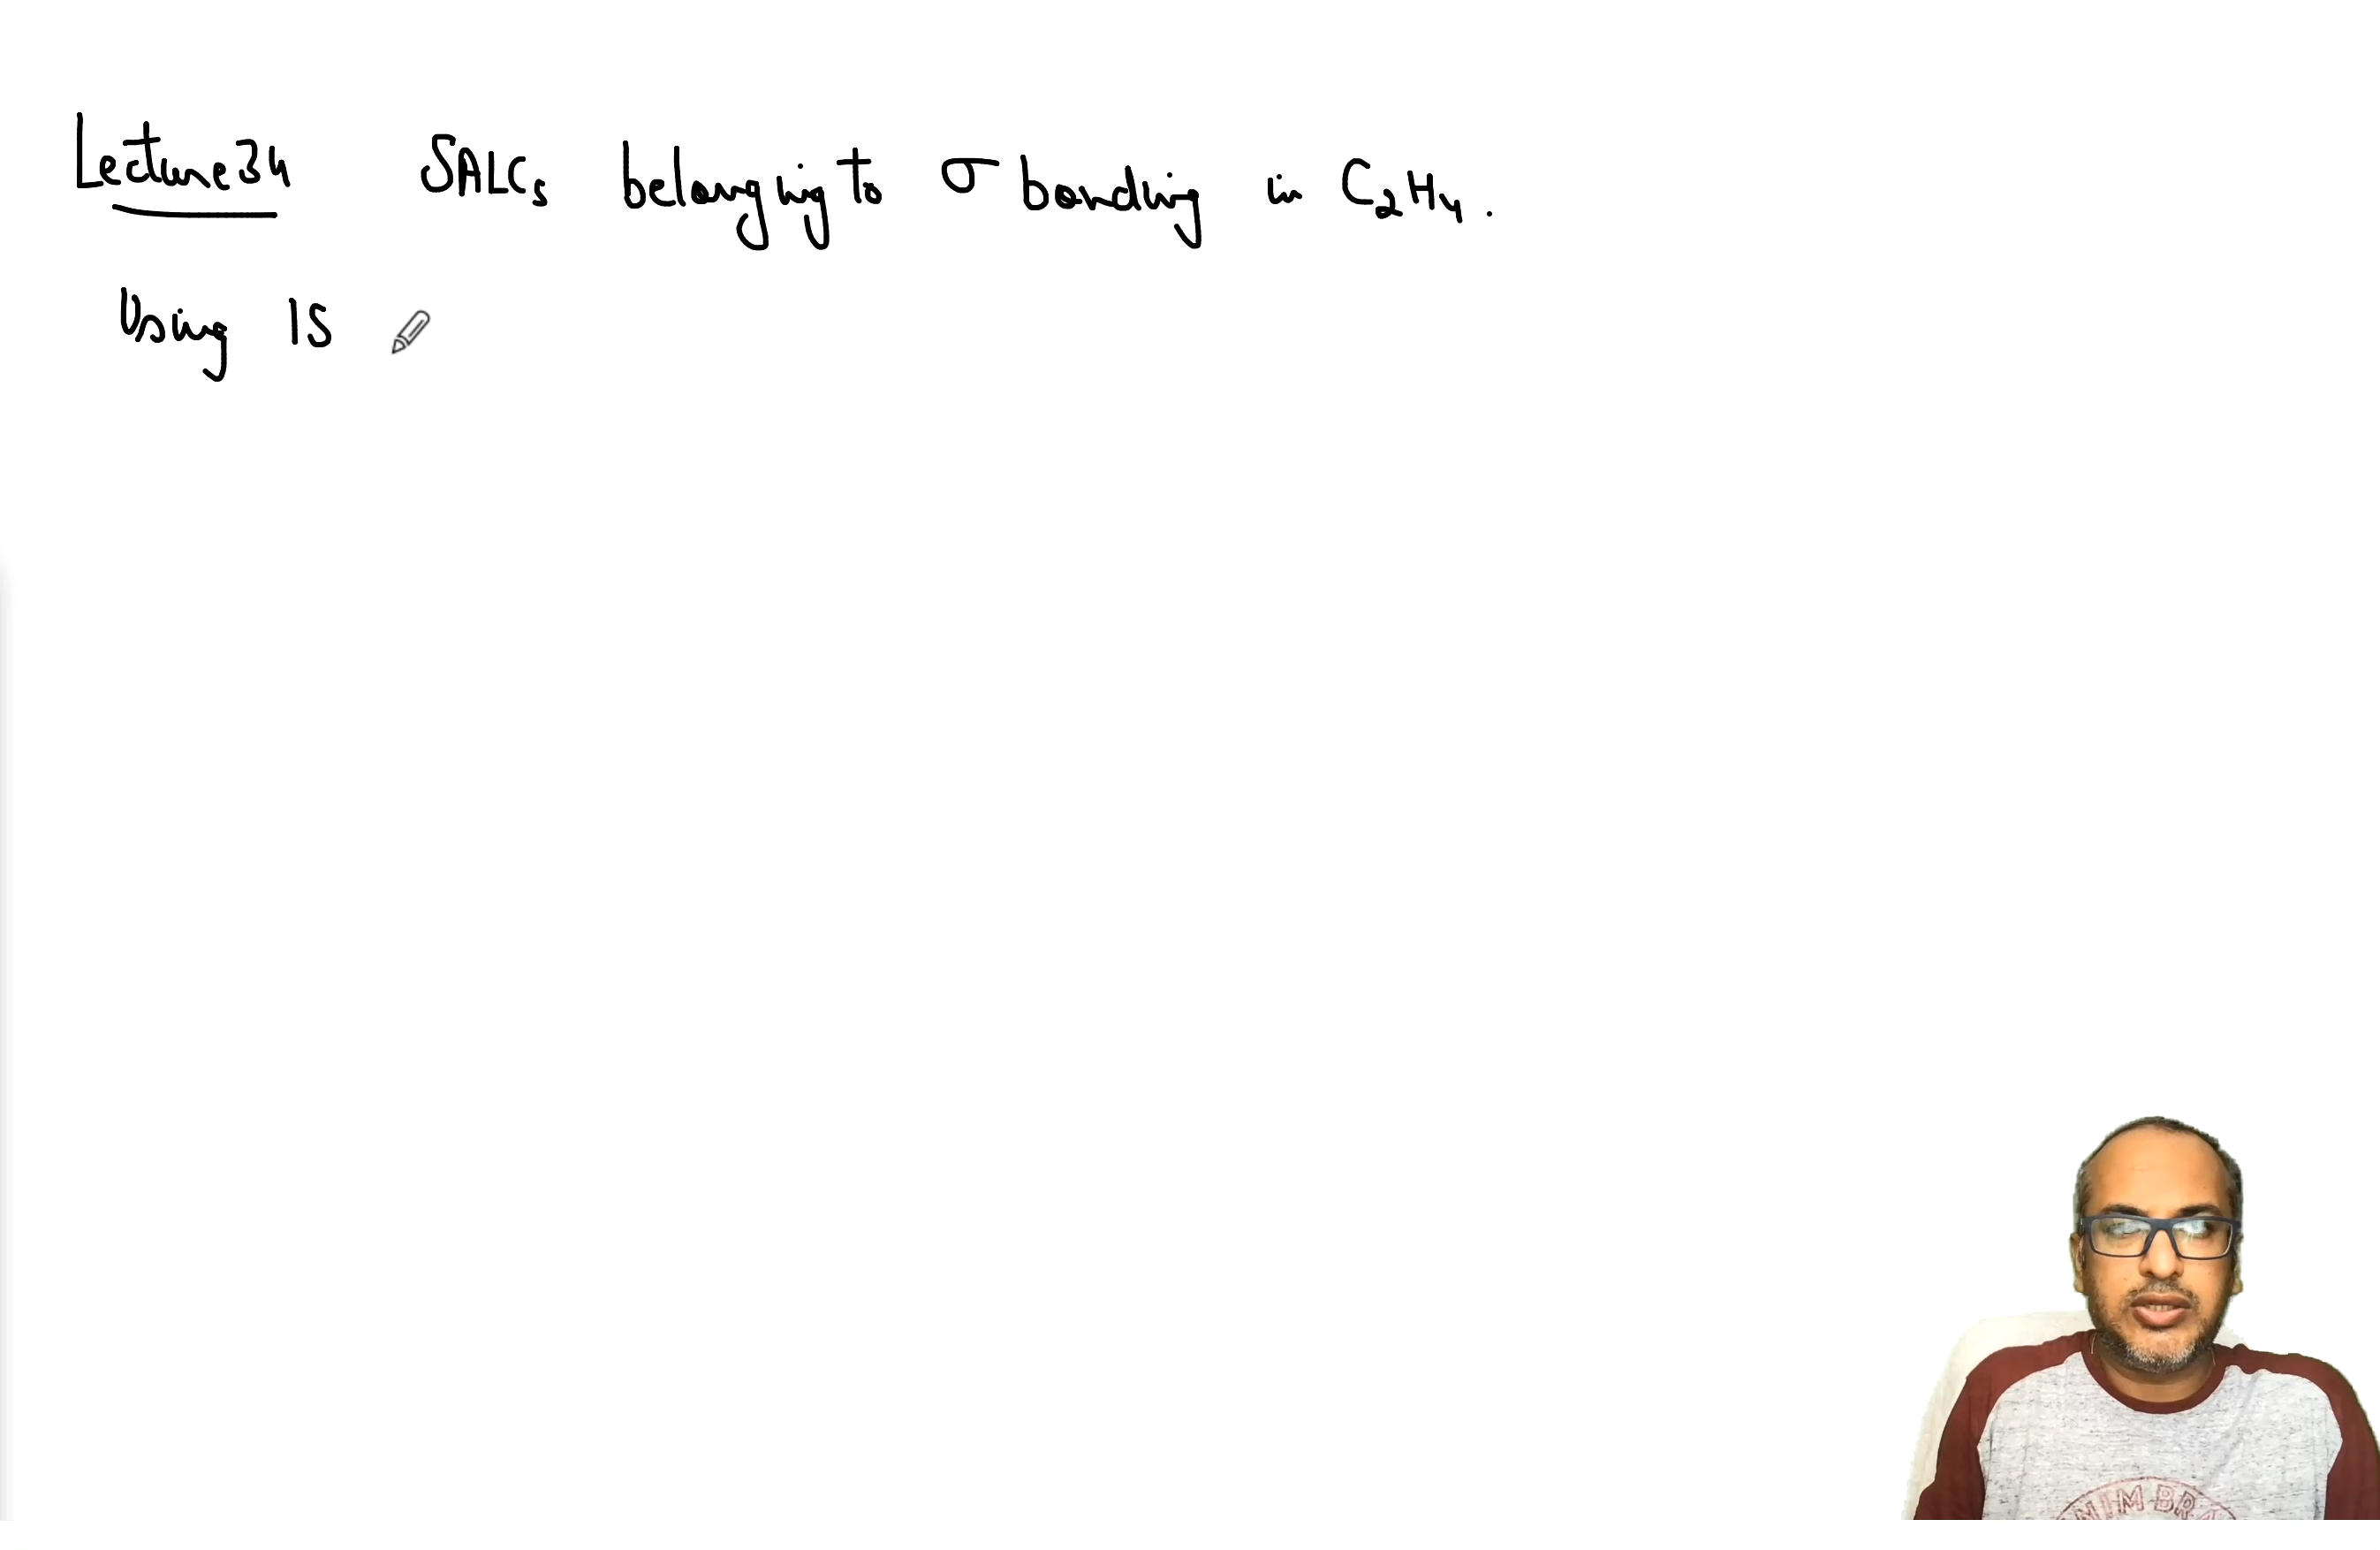 Lecture 34 SALCs belonging to σ bonding in C₂H₄.
Using 1S